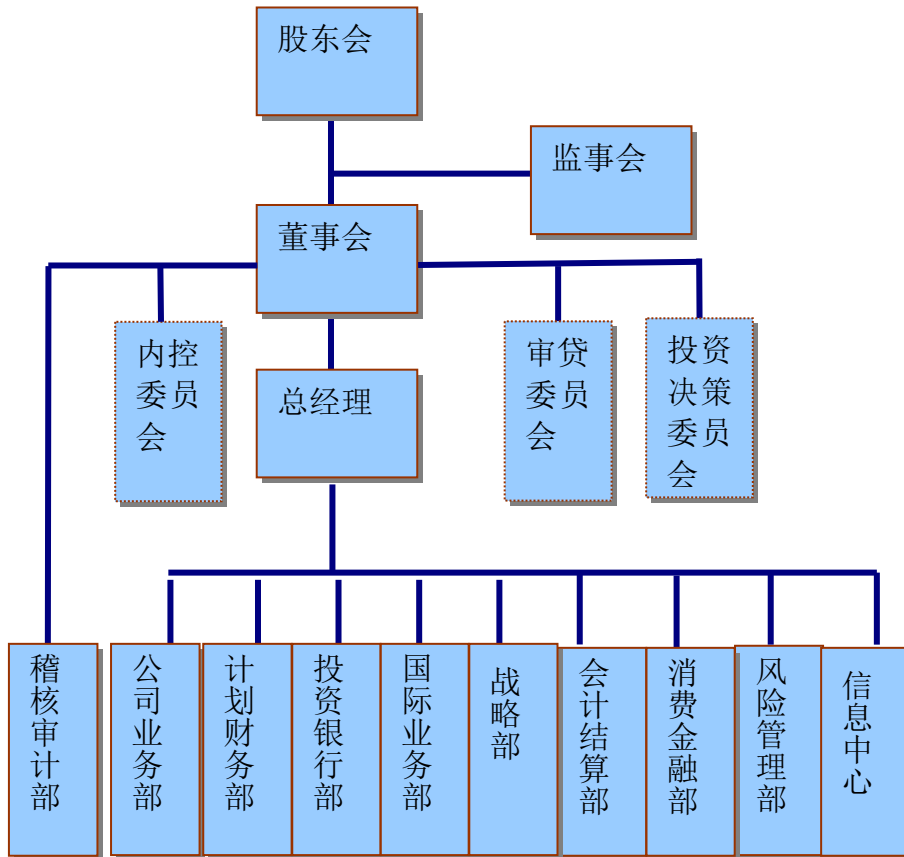 股东会
监事会
董事会
内控
委员
会
总经理
审贷
委员
会
投资
决策
委员
会
稽核审计部
公司业务部
计划财务部
投资银行部
国际业务部
战略部
会计结算部
消费金融部
风险管理部
信息中心